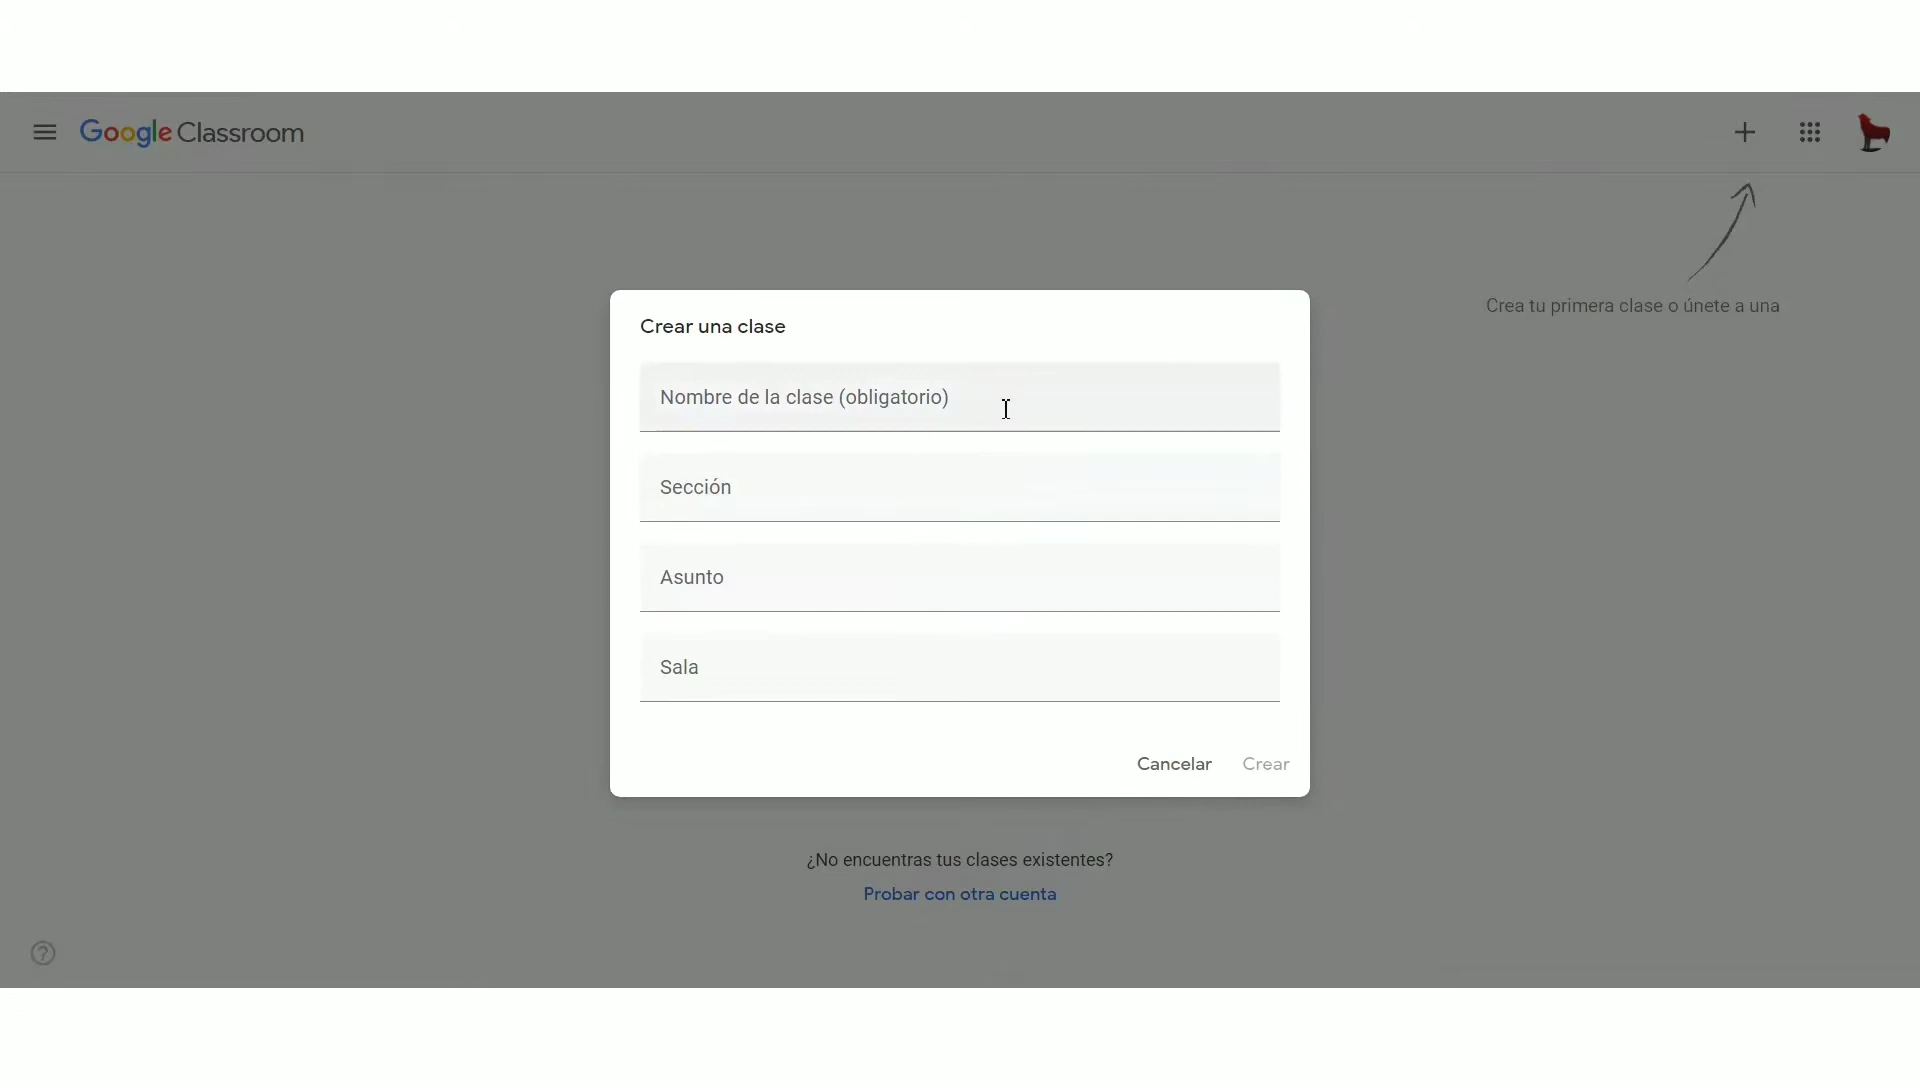 Google Classroom
Crea tu primera clase o únete a una
Crear una clase
Nombre de la clase (obligatorio)
Sección
Asunto
Sala
Cancelar Crear
¿No encuentras tus clases existentes?
Probar con otra cuenta